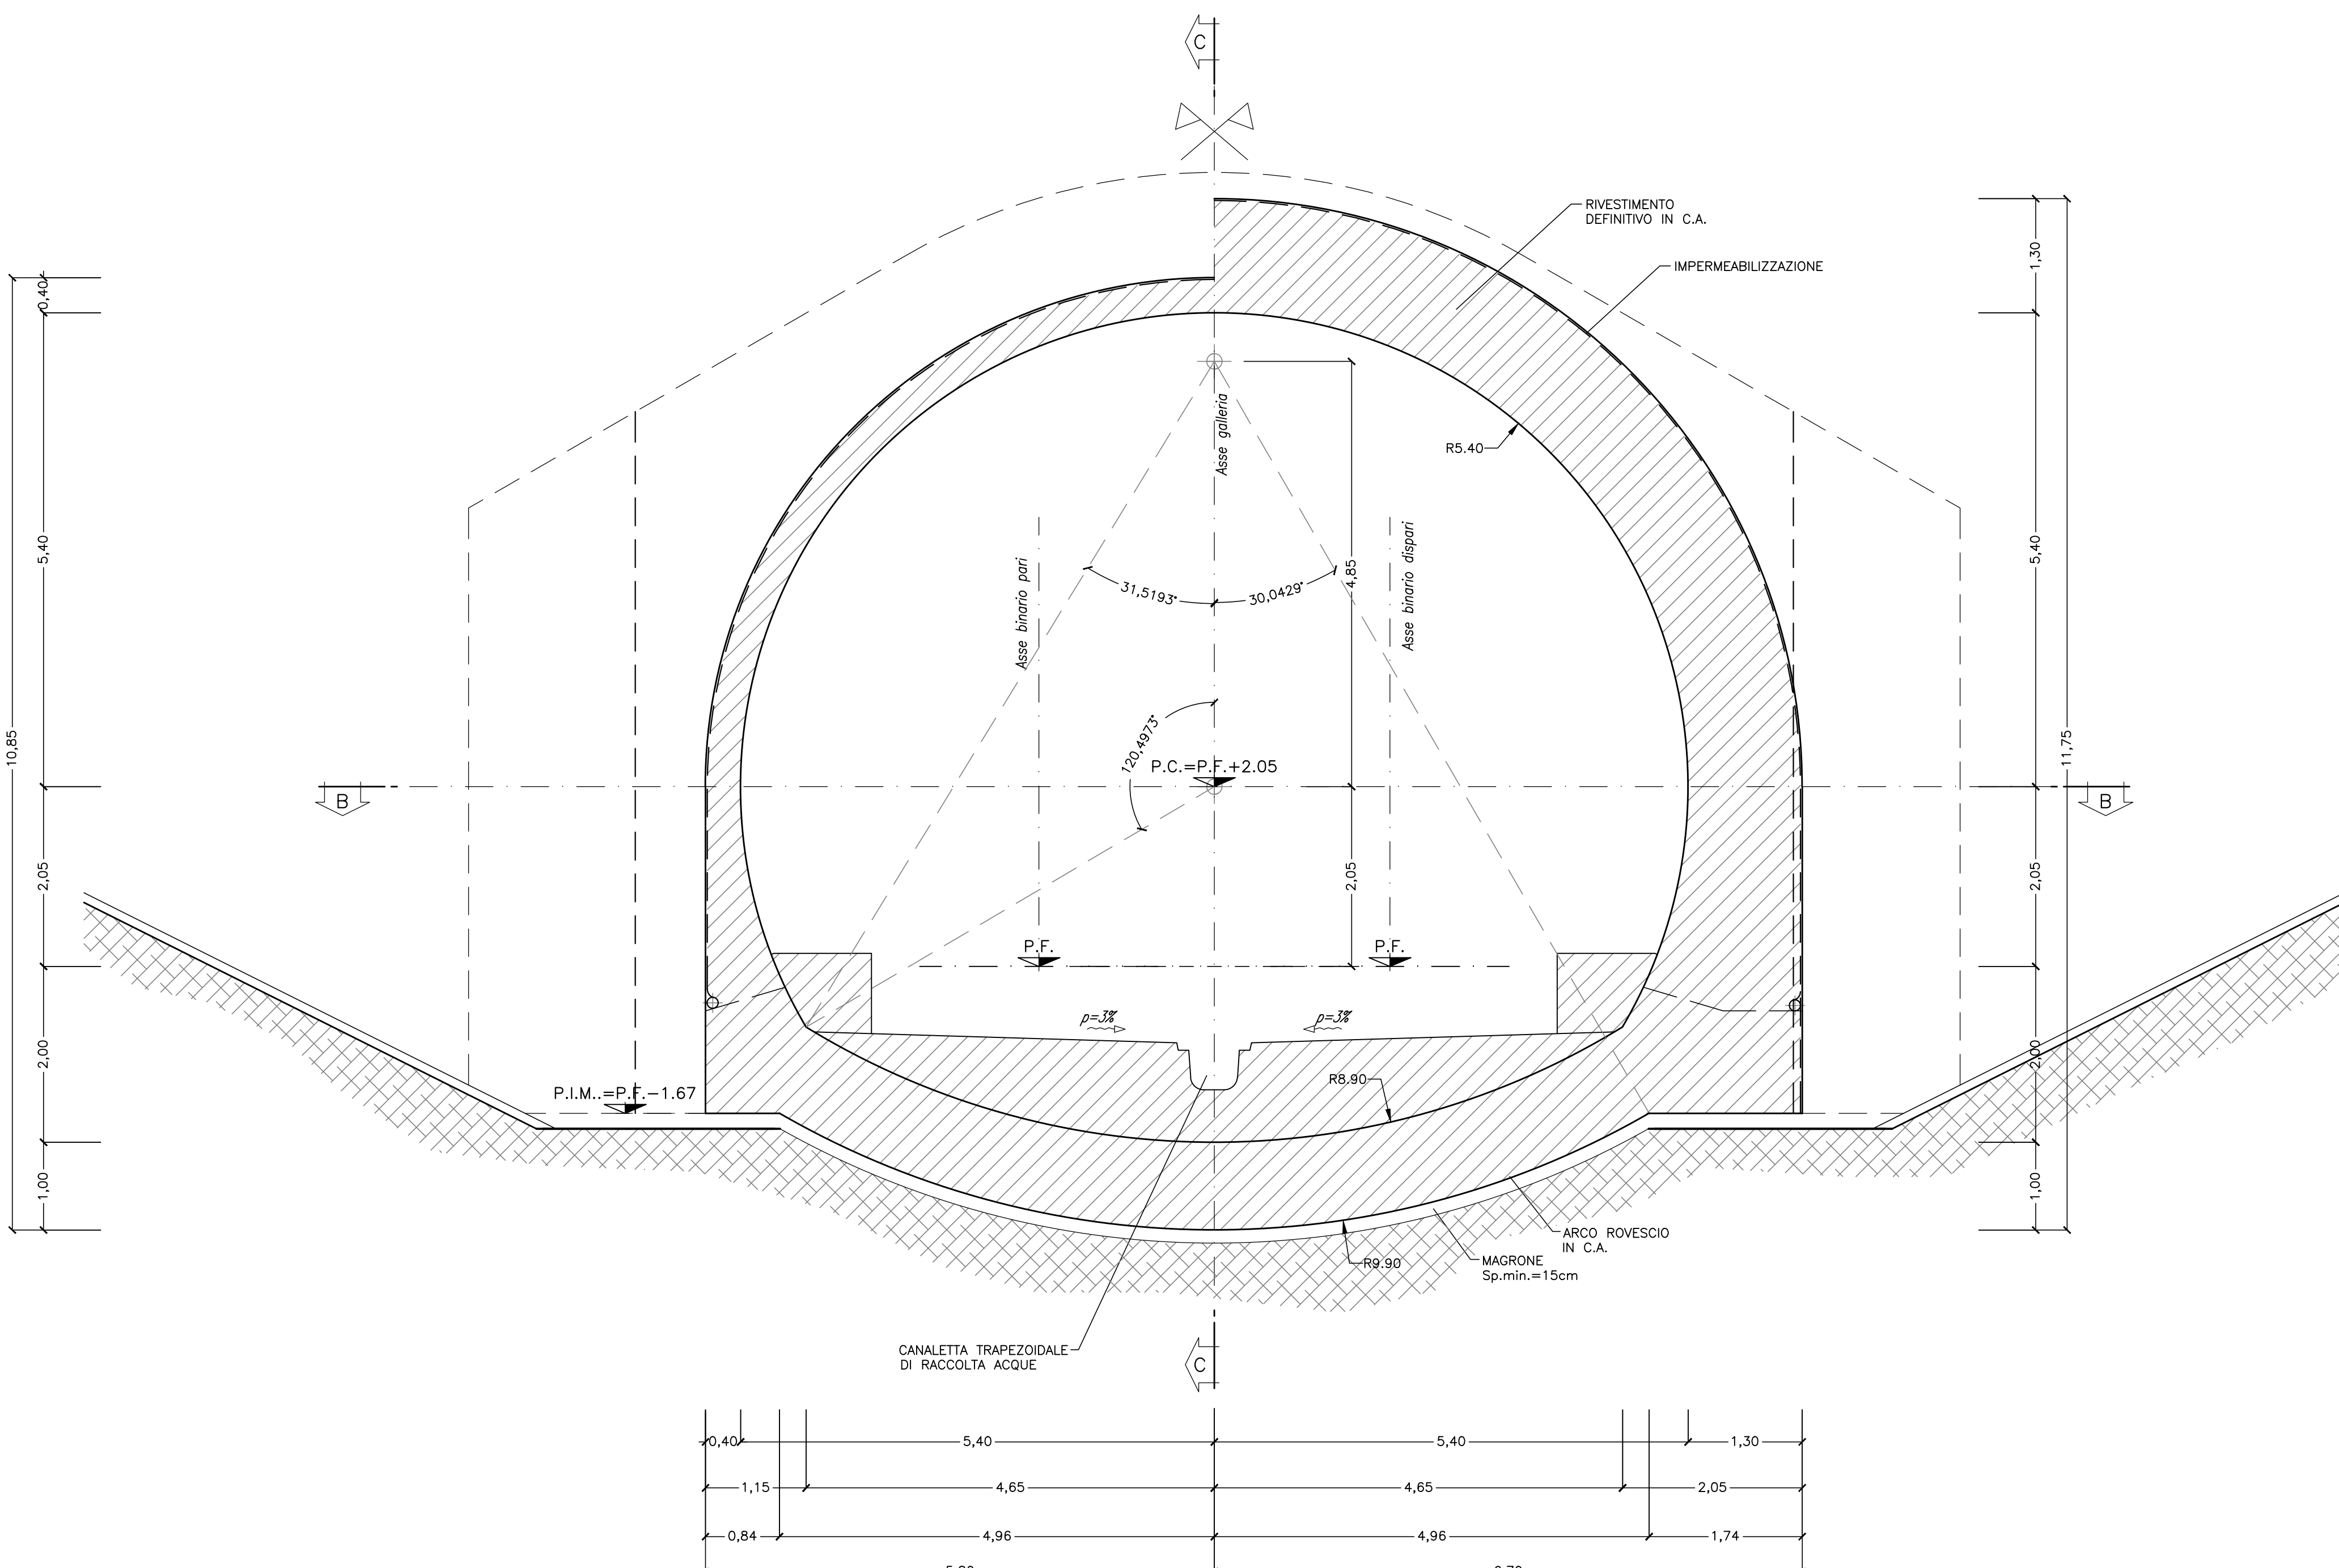 C
RIVESTIMENTO
DEFINITIVO IN C.A.
IMPERMEABILIZZAZIONE
0,40
1,30
Asse galleria
R5.40
5,40
5,40
4,85
Asse binario pari
Asse binario dispari
31,5193°
30,0429°
120,4973°
10,85
11,75
P.C.=P.F.+2.05
B
B
2,05
2,05
2,05
P.F.
P.F.
p=3%
p=3%
2,00
2,00
R8.90
P.I.M..=P.F.-1.67
1,00
1,00
ARCO ROVESCIO
IN C.A.
R9.90
MAGRONE
Sp.min.=15cm
CANALETTA TRAPEZOIDALE
DI RACCOLTA ACQUE
C
0,40
5,40
5,40
1,30
1,15
4,65
4,65
2,05
0,84
4,96
4,96
1,74